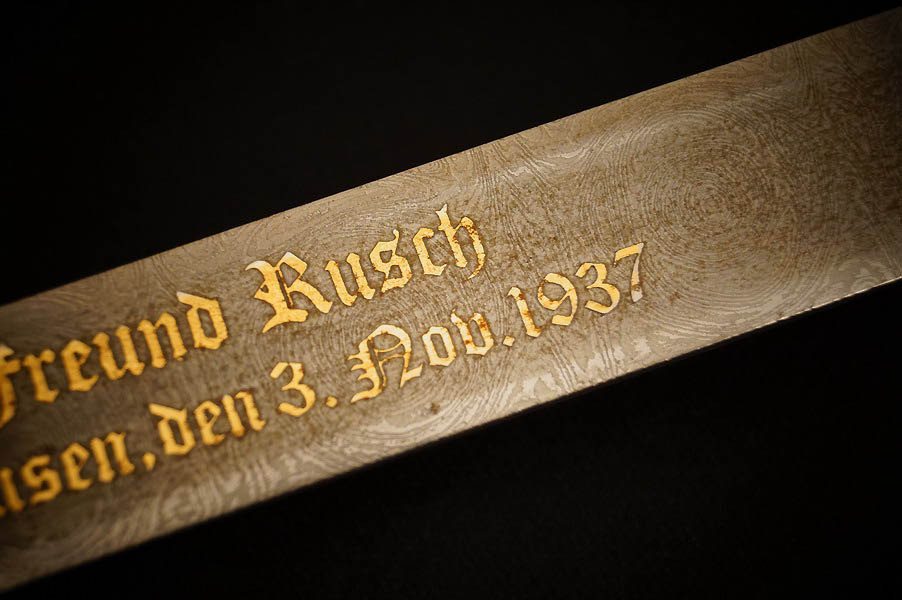 Freund Rusch
usen, den 3. Nov. 1937